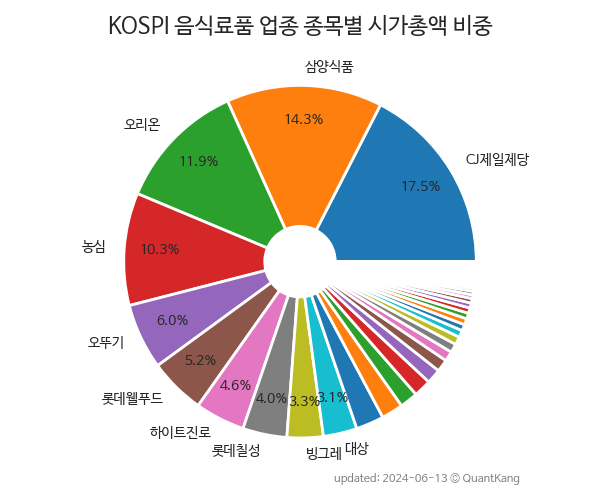 KOSPI 음식료품 업종 종목별 시가총액 비중
삼양식품
14.3%
오리온
11.9%
CJ제일제당
17.5%
농심
10.3%
오뚜기
6.0%
롯데웰푸드
5.2%
하이트진로
4.6%
롯데칠성
4.0%
빙그레
3.3%
대상
3.1%
updated: 2024-06-13 © QuantKang